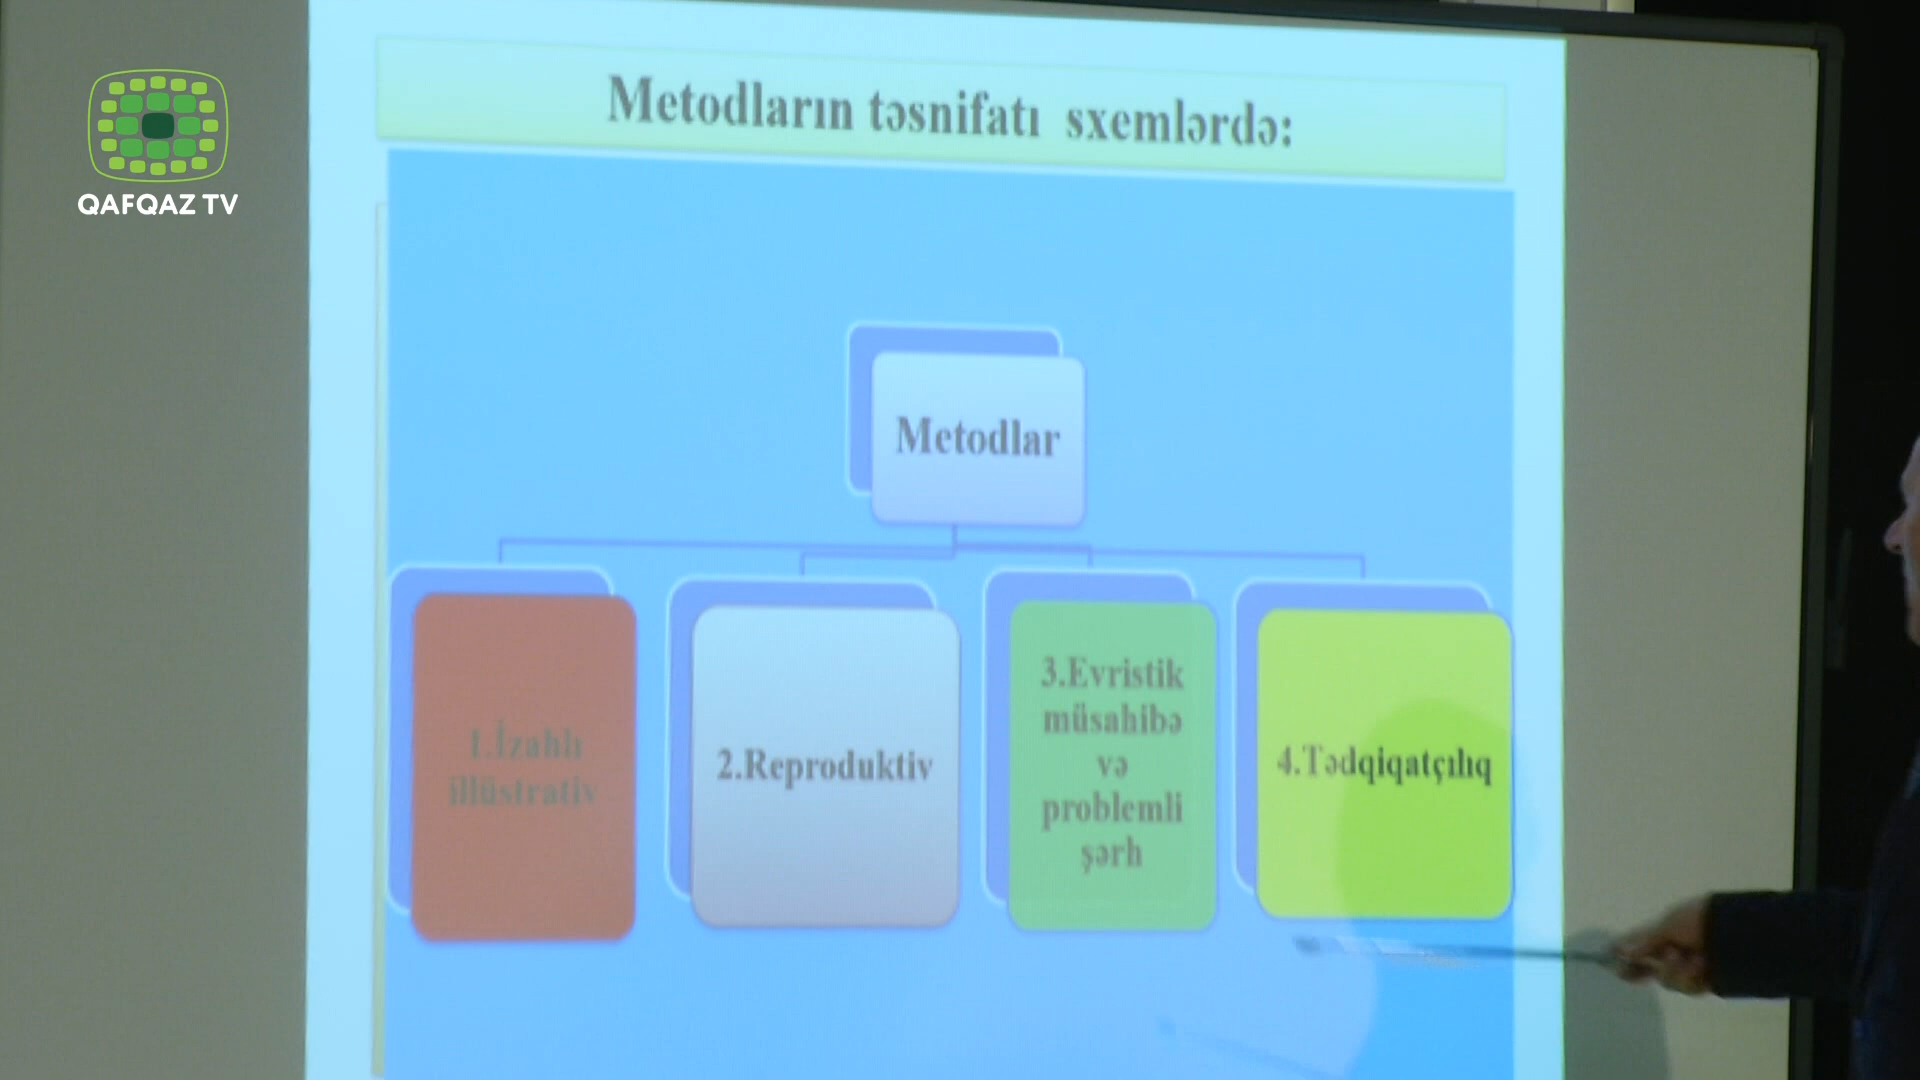 QAFQAZ TV
Metodların təsnifatı sxemlərdə:
Metodlar
1.İzahlı
illüstrativ
2.Reproduktiv
3.Evristik
müsahibə
və
problemli
şərh
4.Tədqiqatçılıq